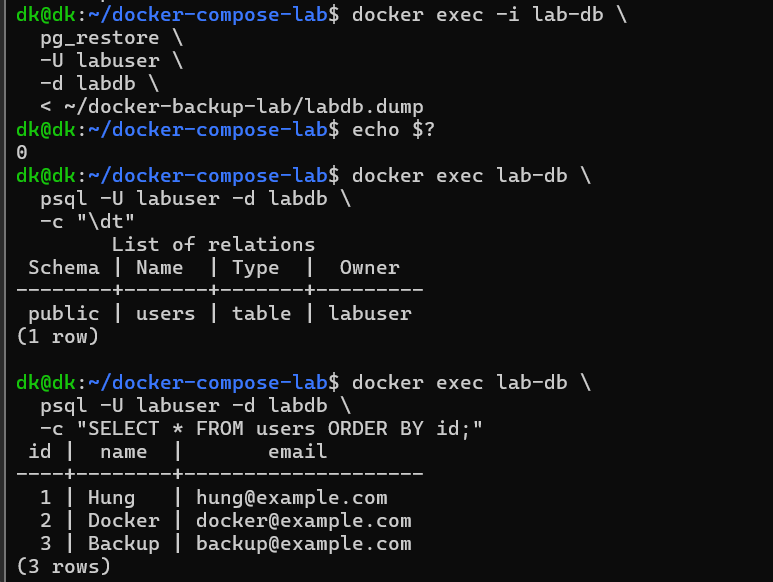 dk@dk:~/docker-compose-lab$ docker exec -i lab-db \
  pg_restore \
  -U labuser \
  -d labdb \
  < ~/docker-backup-lab/labdb.dump
dk@dk:~/docker-compose-lab$ echo $?
0
dk@dk:~/docker-compose-lab$ docker exec lab-db \
  psql -U labuser -d labdb \
  -c "\dt"
        List of relations
 Schema | Name  | Type  |  Owner
--------+-------+-------+---------
 public | users | table | labuser
(1 row)

dk@dk:~/docker-compose-lab$ docker exec lab-db \
  psql -U labuser -d labdb \
  -c "SELECT * FROM users ORDER BY id;"
 id |  name  |       email
----+--------+--------------------
  1 | Hung   | hung@example.com
  2 | Docker | docker@example.com
  3 | Backup | backup@example.com
(3 rows)